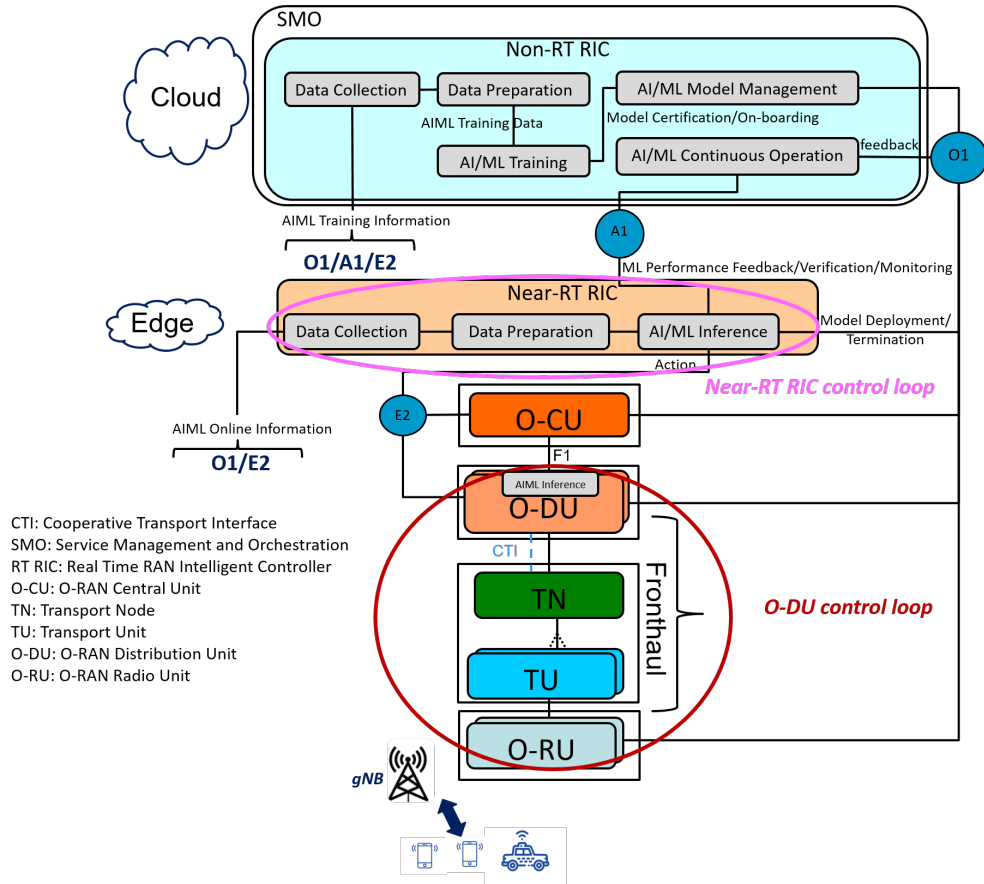 SMO
Non-RT RIC
Cloud
Data Collection
Data Preparation
AI/ML Model Management
AIML Training Data
Model Certification/On-boarding
AI/ML Training
AI/ML Continuous Operation
feedback
O1
AIML Training Information
A1
O1/A1/E2
ML Performance Feedback/Verification/Monitoring
Near-RT RIC
Edge
Data Collection
Data Preparation
AI/ML Inference
Model Deployment/
Termination
Action
Near-RT RIC control loop
E2
O-CU
AIML Online Information
F1
O1/E2
AIML Inference
O-DU
CTI: Cooperative Transport Interface
SMO: Service Management and Orchestration
RT RIC: Real Time RAN Intelligent Controller
O-CU: O-RAN Central Unit
TN: Transport Node
TU: Transport Unit
O-DU: O-RAN Distribution Unit
O-RU: O-RAN Radio Unit
CTI
TN
Fronthaul
O-DU control loop
TU
O-RU
gNB